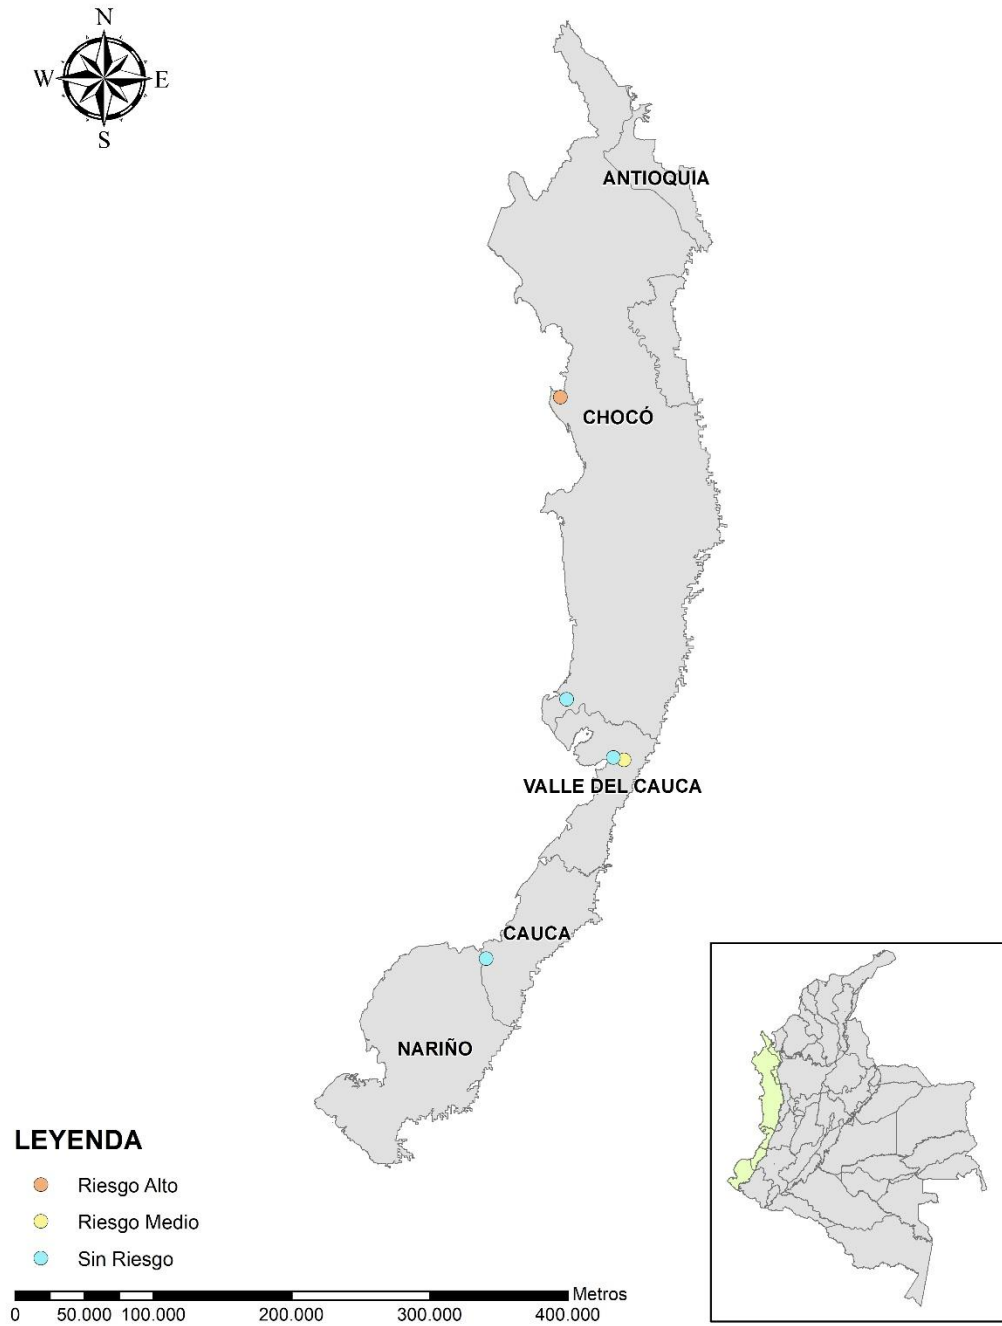 N
W E
S
ANTIOQUIA
CHOCÓ
VALLE DEL CAUCA
CAUCA
NARIÑO
LEYENDA
Riesgo Alto
Riesgo Medio
Sin Riesgo
Metros
0 50.000 100.000 200.000 300.000 400.000